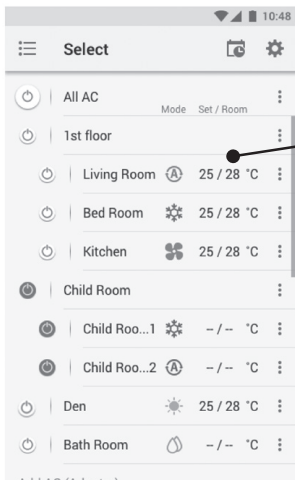 10:48
Select
All AC
Mode Set / Room
1st floor
Living Room A 25 / 28 °C
Bed Room 25 / 28 °C
Kitchen 25 / 28 °C
Child Room
Child Roo...1 -- / -- °C
Child Roo...2 A -- / -- °C
Den 25 / 28 °C
Bath Room -- / -- °C